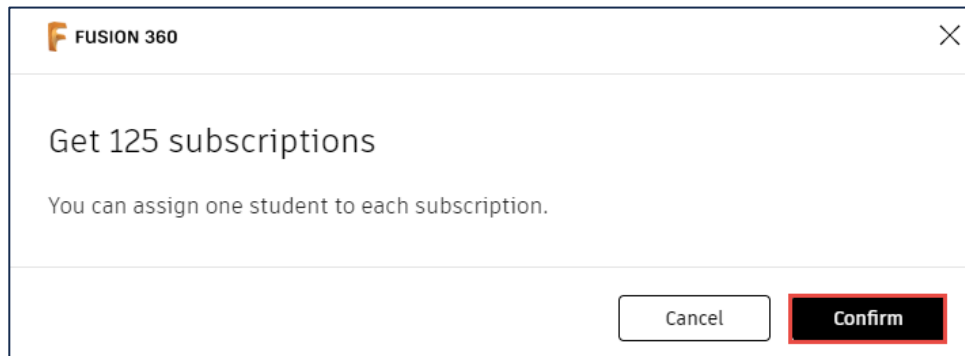 FUSION 360
Get 125 subscriptions
You can assign one student to each subscription.
Cancel Confirm